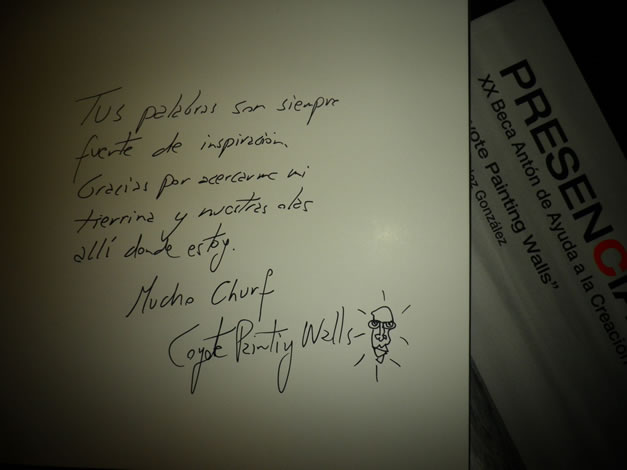 Tus palabras son siempre
fuente de inspiración.
Gracias por acercarme mi
tierrina y nuestras olas
allí donde estoy.
Mucho Churf
Coyote Painting Walls
PRESENCIA
XX Beca Antón de Ayuda a la Creación
Painting Walls"
González